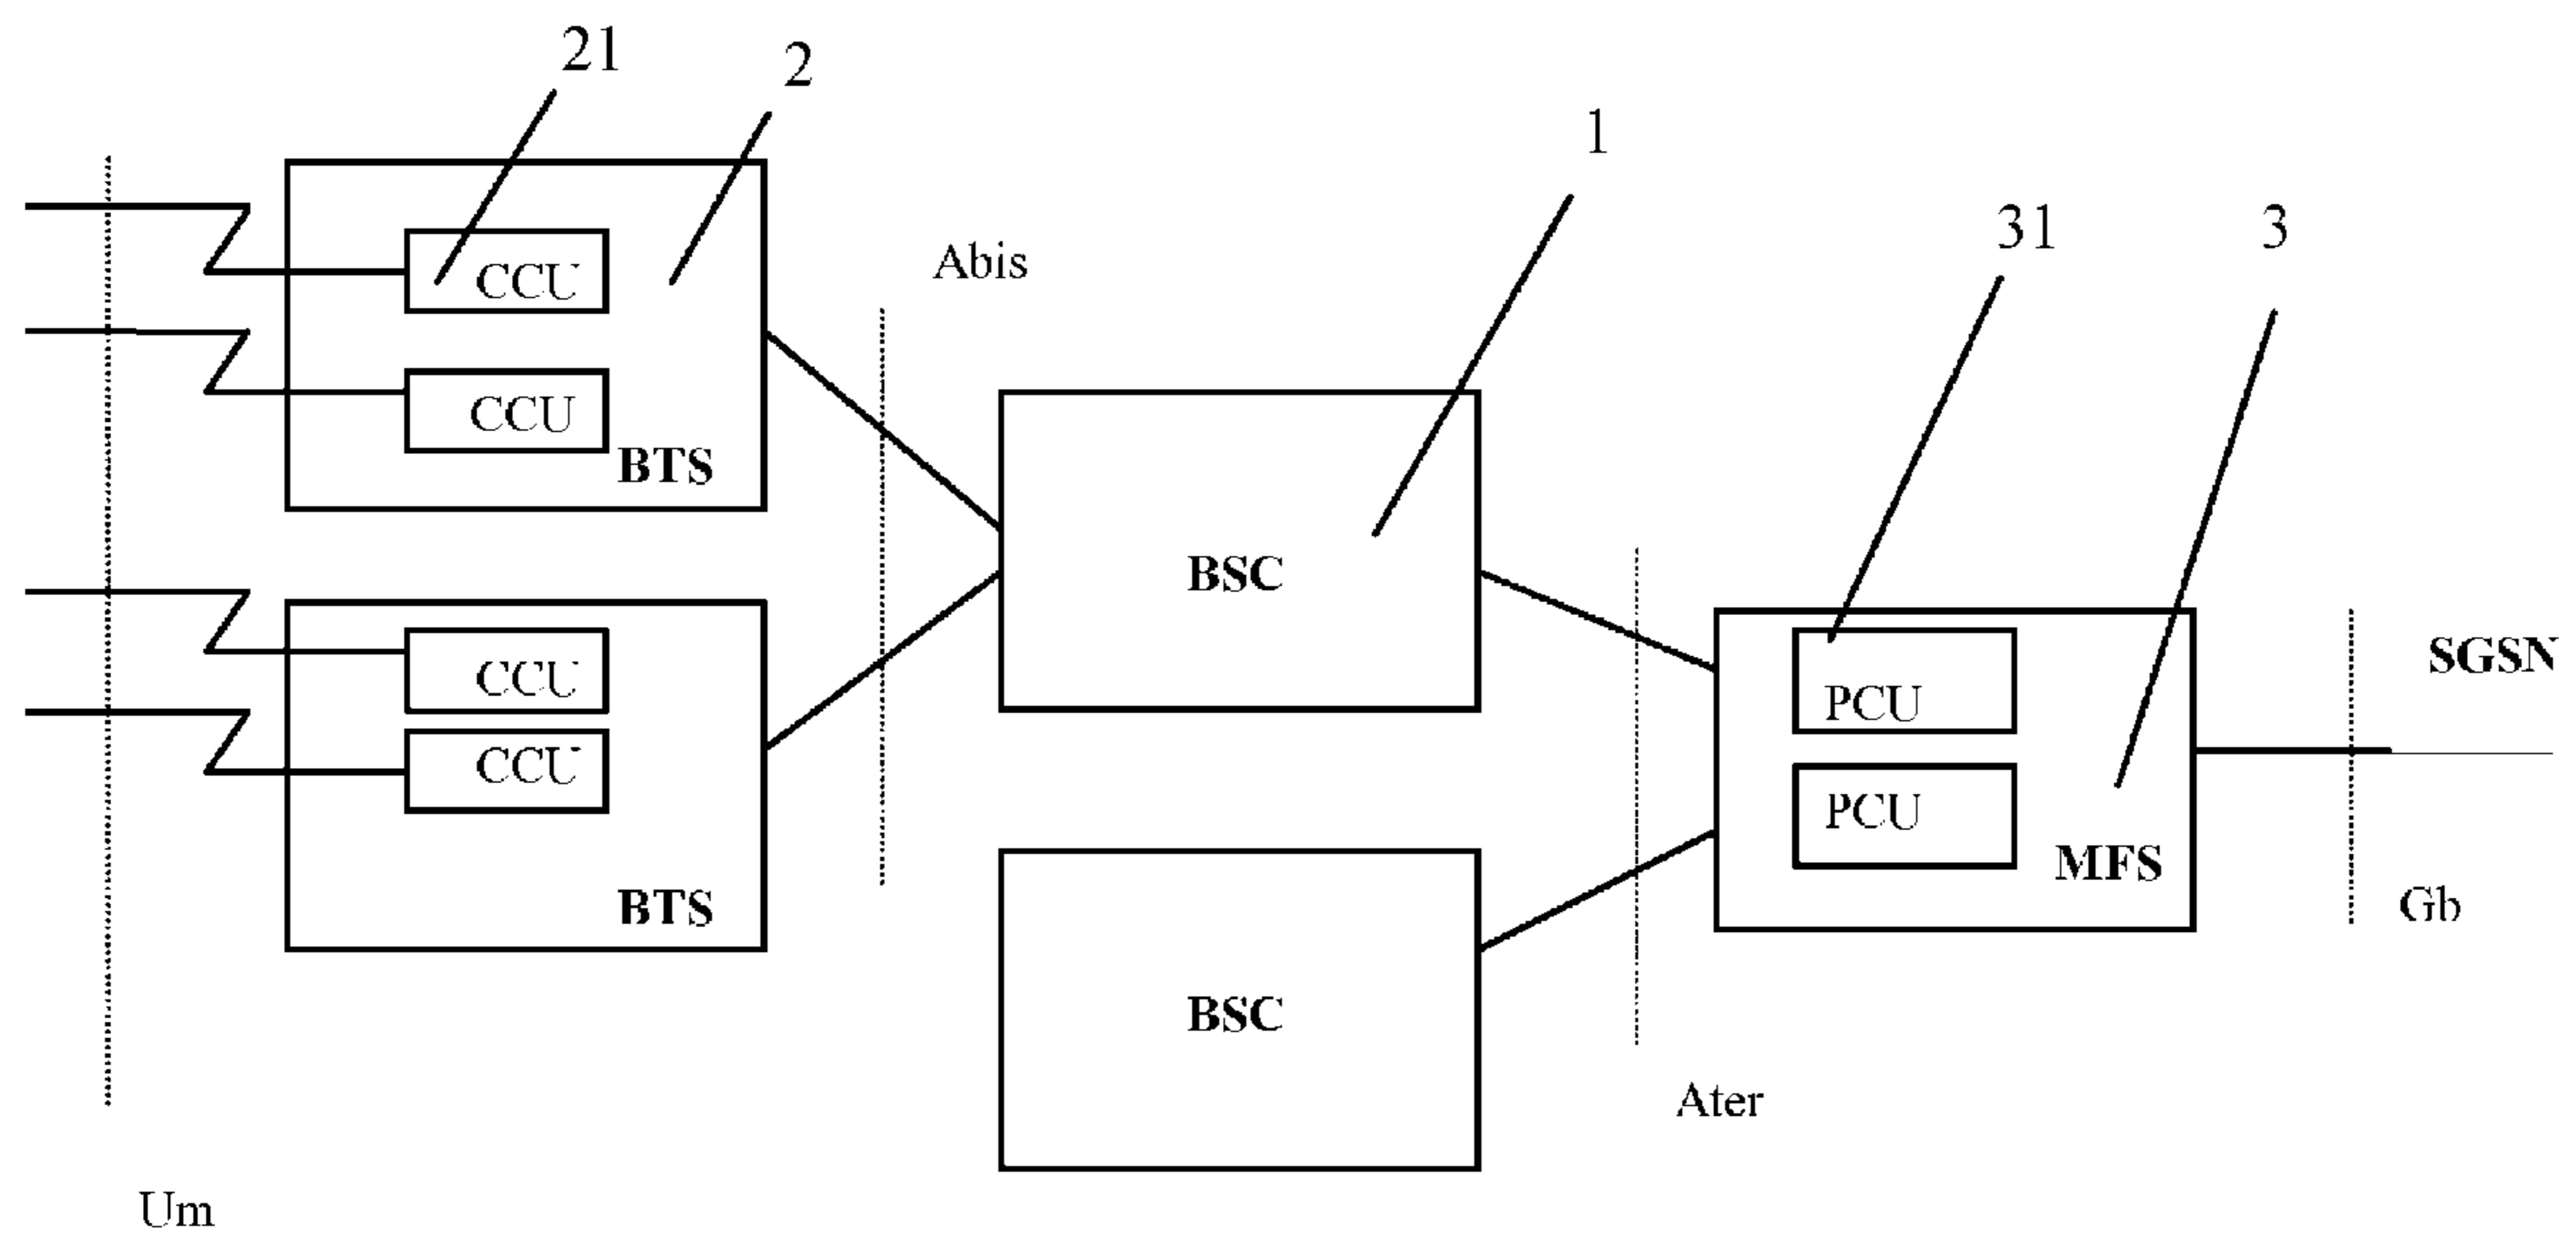 21
2
1
31
3
Abis
CCU
CCU
BTS
BSC
SGSN
CCU
PCU
CCU
PCU
MFS
BTS
Gb
BSC
Ater
Um